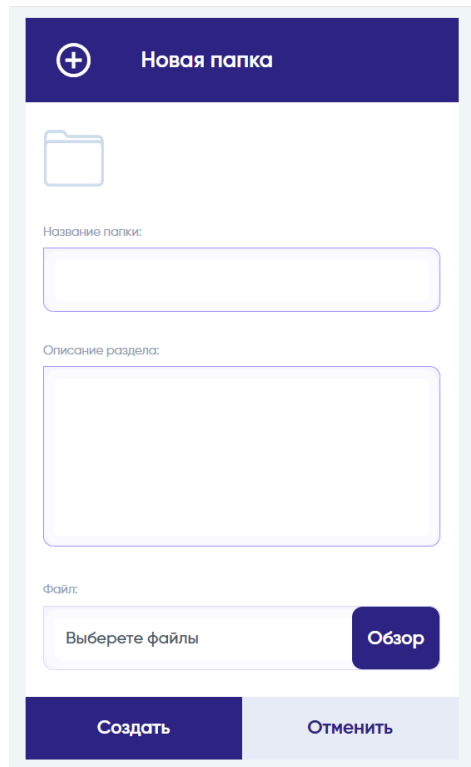 Новая папка
Название папки:
Описание раздела:
Файл:
Выберете файлы
Обзор
Создать
Отменить